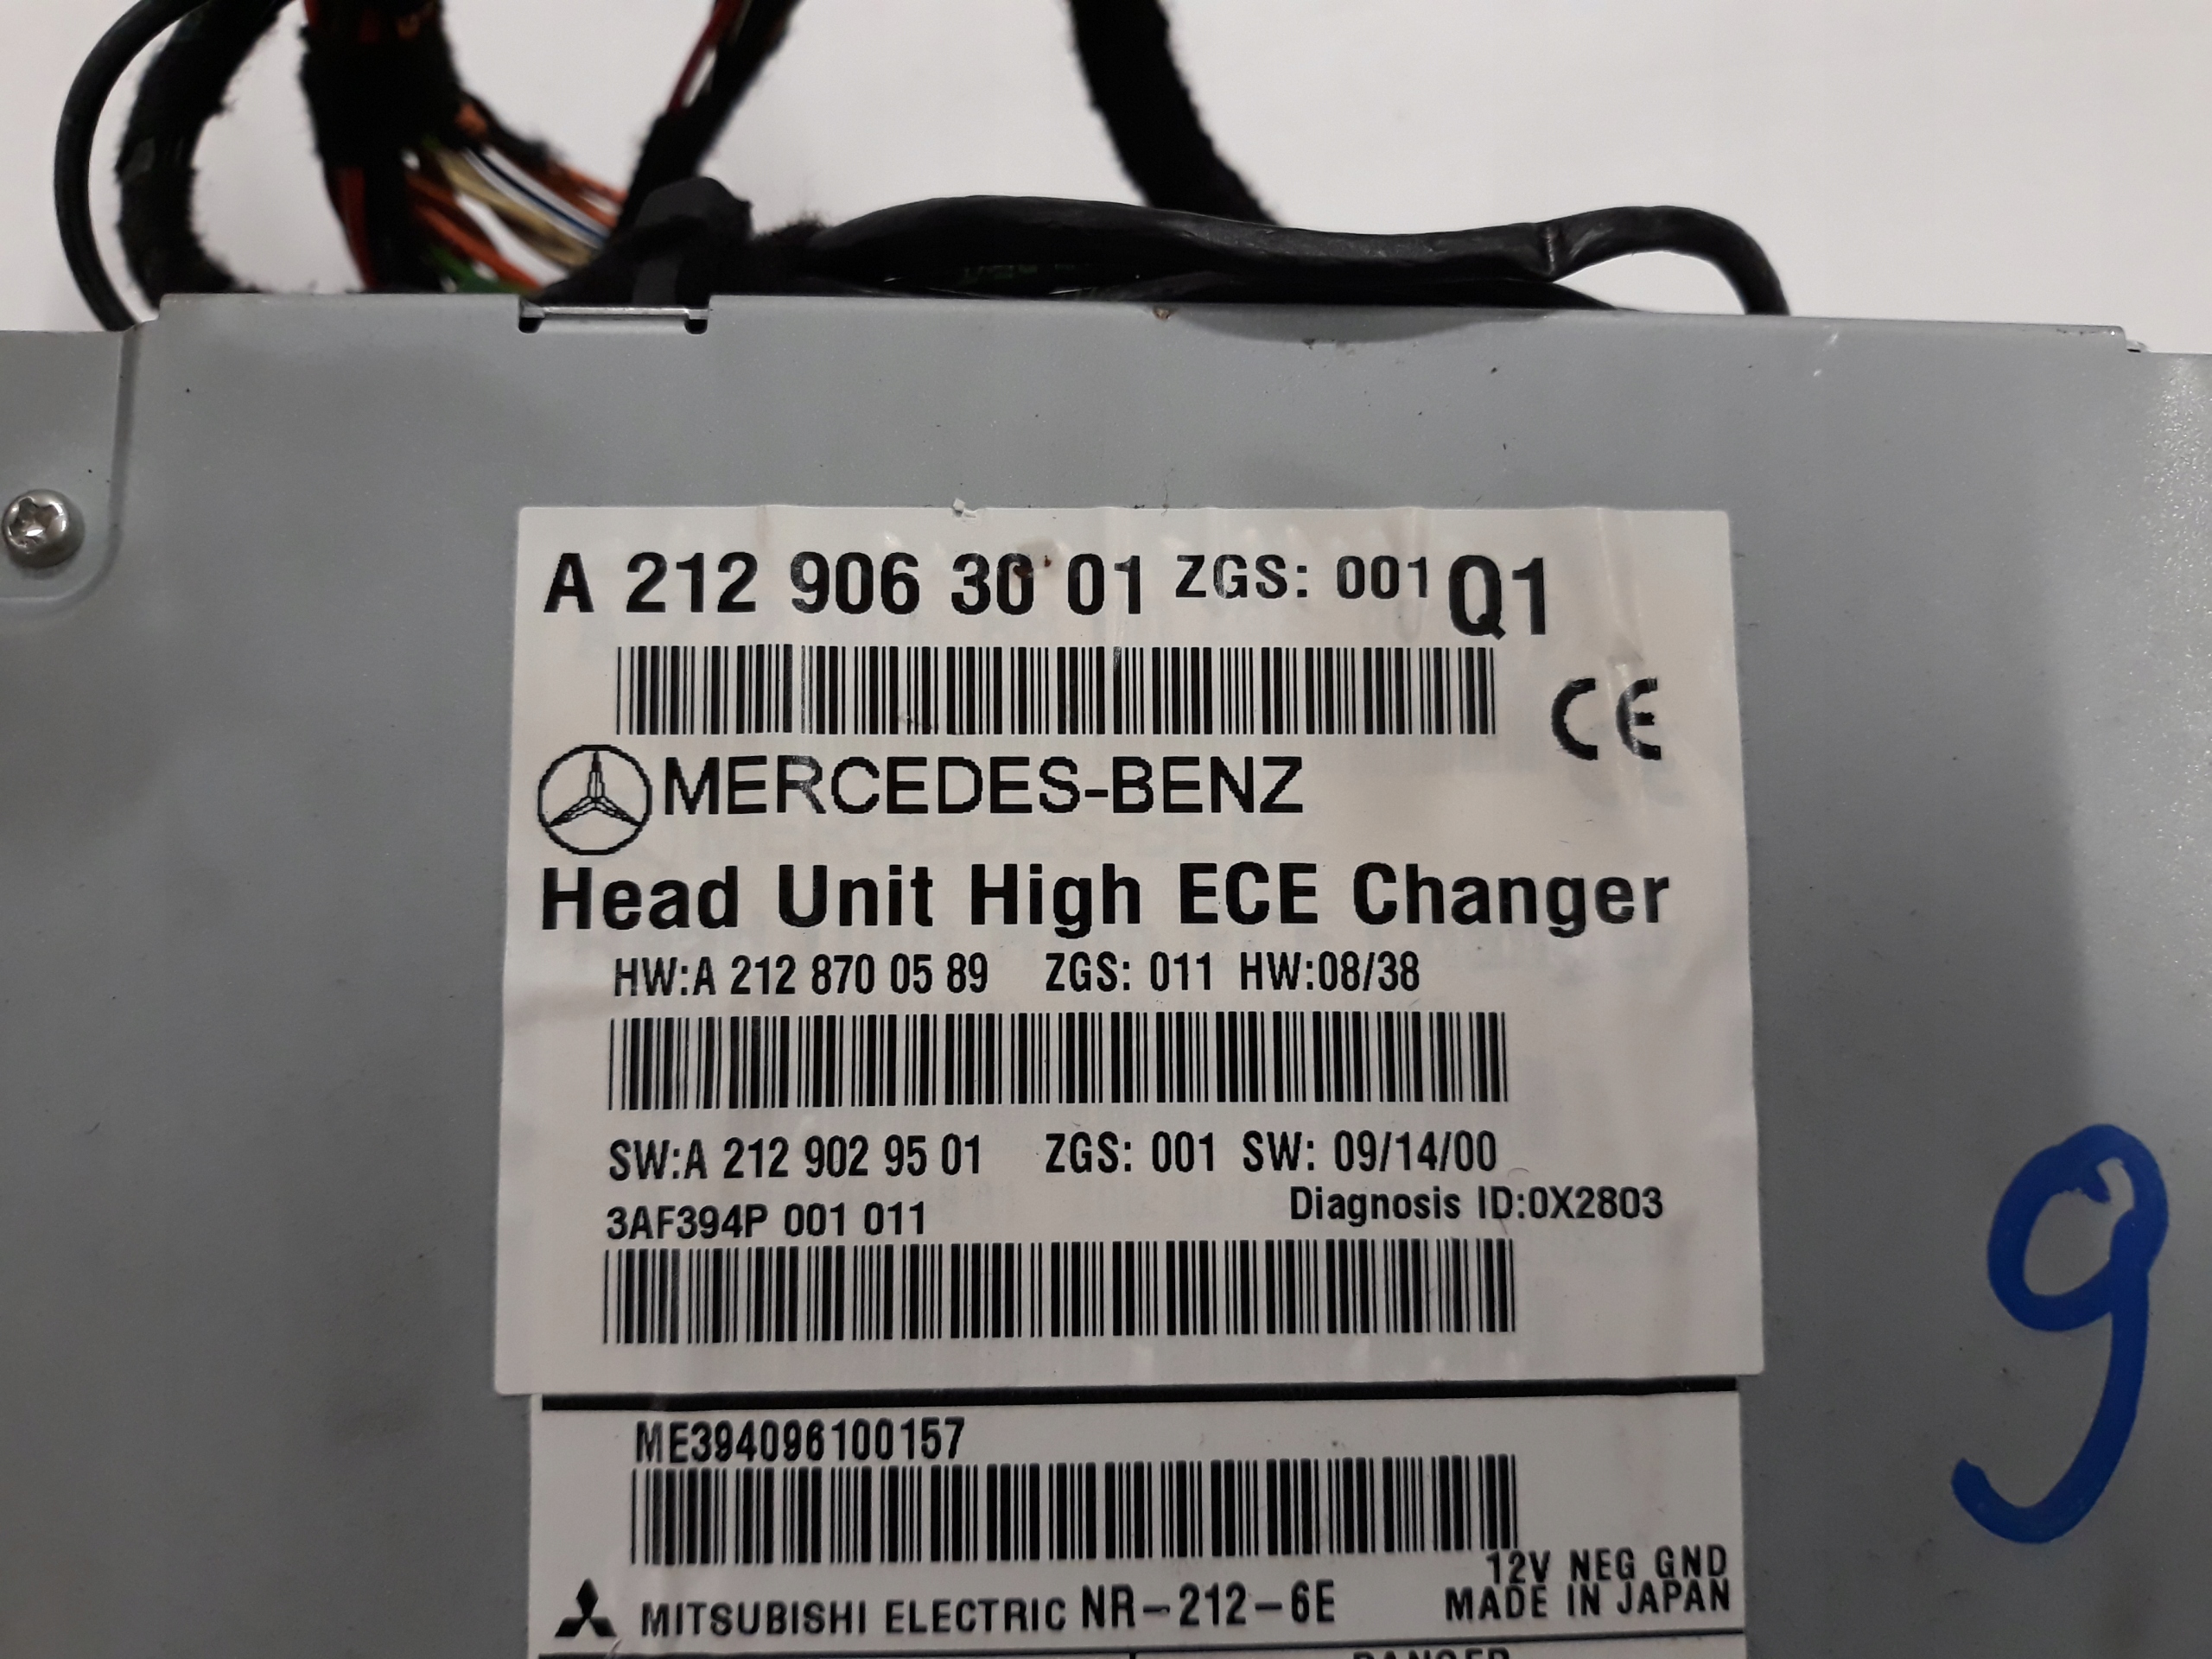 A 212 906 30 01 ZGS: 001 Q1
CE
MERCEDES-BENZ
Head Unit High ECE Changer
HW:A 212 870 05 89 ZGS: 011 HW:08/38
SW:A 212 902 95 01 ZGS: 001 SW: 09/14/00
3AF394P 001 011 Diagnosis ID:0X2803
ME394096100157
12V NEG GND
MITSUBISHI ELECTRIC NR-212-6E MADE IN JAPAN
9